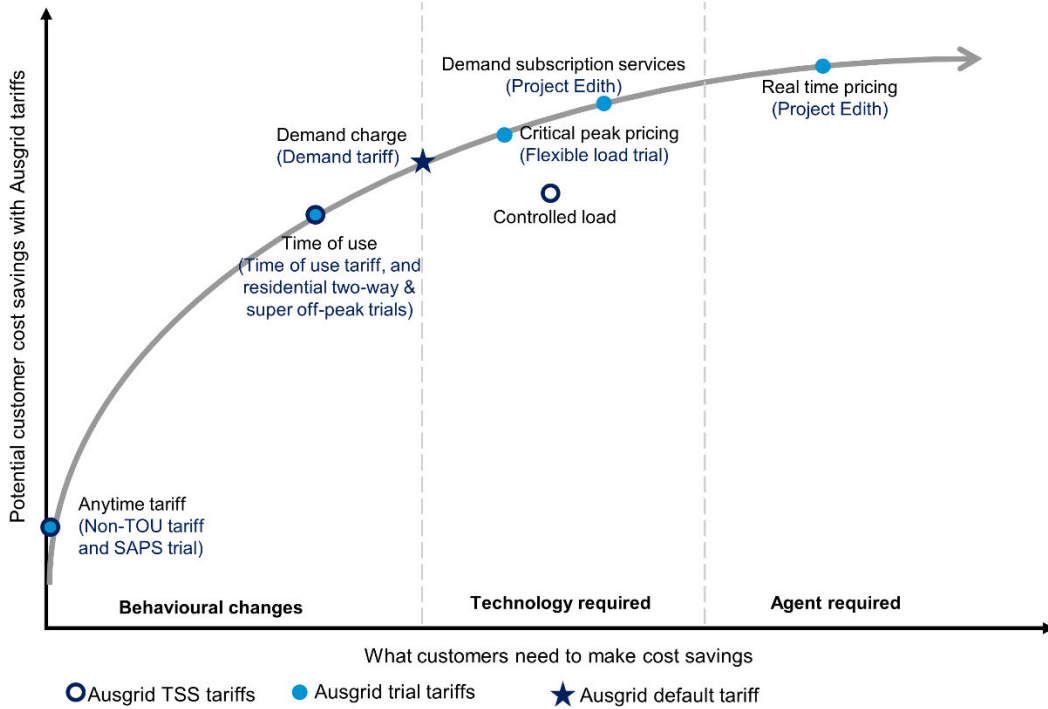 Potential customer cost savings with Ausgrid tariffs
Demand subscription services
(Project Edith)
Real time pricing
(Project Edith)
Demand charge
(Demand tariff)
Critical peak pricing
(Flexible load trial)
Controlled load
Time of use
(Time of use tariff, and
residential two-way &
super off-peak trials)
Anytime tariff
(Non-TOU tariff
and SAPS trial)
Behavioural changes
Technology required
Agent required
What customers need to make cost savings
Ausgrid TSS tariffs
Ausgrid trial tariffs
Ausgrid default tariff